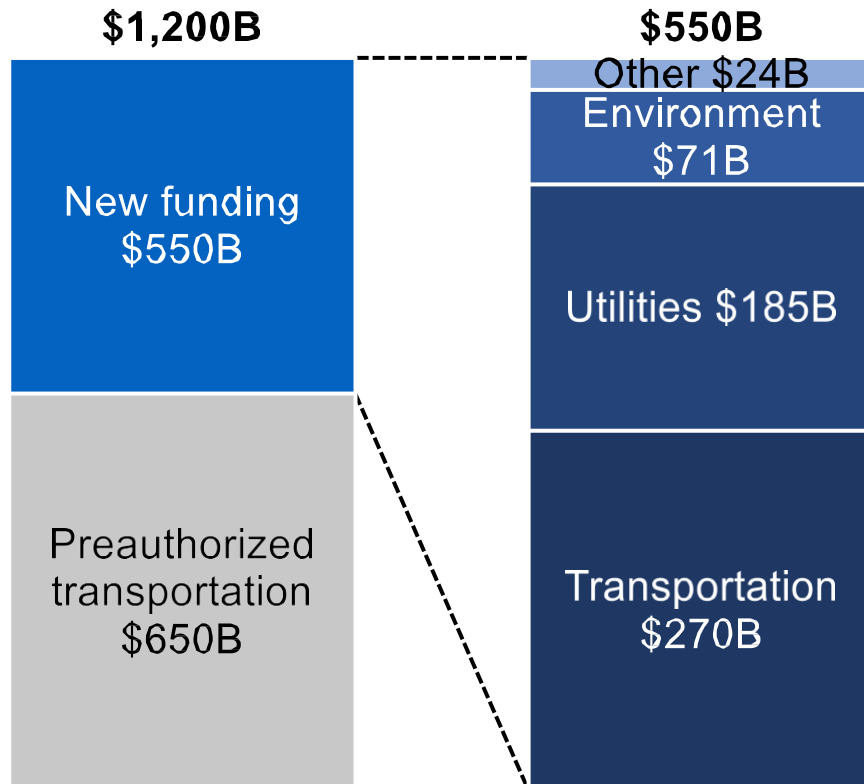 $1,200B
New funding
$550B
Preauthorized
transportation
$650B
$550B
Other $24B
Environment
$71B
Utilities $185B
Transportation
$270B